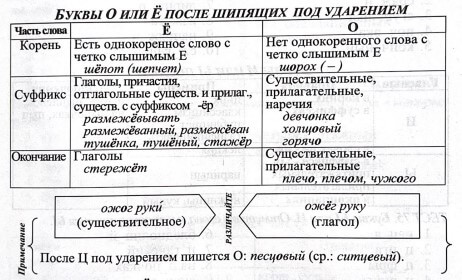 БУКВЫ О ИЛИ Ё ПОСЛЕ ШИПЯЩИХ ПОД УДАРЕНИЕМ
Часть слова Ё О
Корень Есть однокоренное слово с четко слышимым Е
шёпот (шепчет)
Нет однокоренного слова с четко слышимым Е
шорох ( – )
Суффикс Глаголы, причастия,
отглагольные существ. и прилаг.,
существ. с суффиксом -ёр
размежёвывать
размежёванный, размежёван
тушёнка, тушёный, стажёр
Существительные,
прилагательные,
наречия
девчонка
холщовый
горячо
Окончание Глаголы
стережёт
Существительные,
прилагательные
плечо, плечом, чужого
Примечание
ожог руки́
(существительное)
РАЗЛИЧАЙТЕ
ожёг руку
(глагол)
После Ц под ударением пишется О: песцовый (ср.: ситцевый).